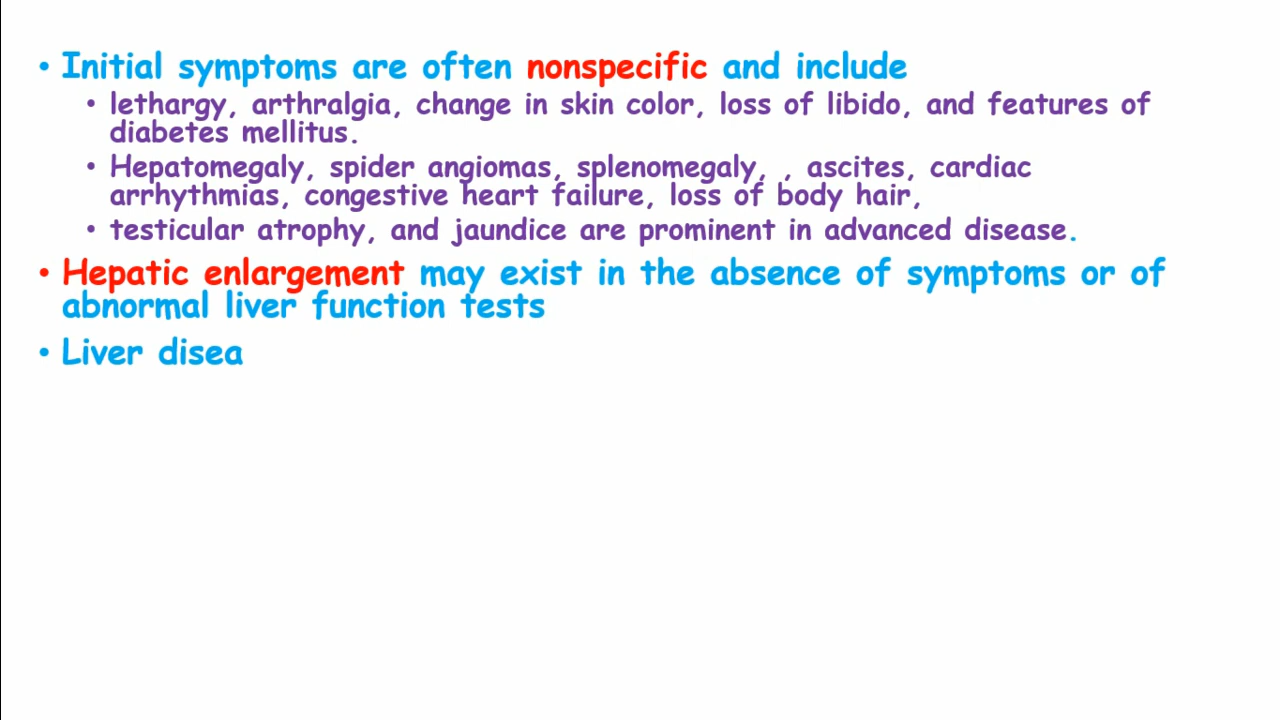 • Initial symptoms are often nonspecific and include
• lethargy, arthralgia, change in skin color, loss of libido, and features of
diabetes mellitus.
• Hepatomegaly, spider angiomas, splenomegaly, , ascites, cardiac
arrhythmias, congestive heart failure, loss of body hair,
• testicular atrophy, and jaundice are prominent in advanced disease.
• Hepatic enlargement may exist in the absence of symptoms or of
abnormal liver function tests
• Liver disea